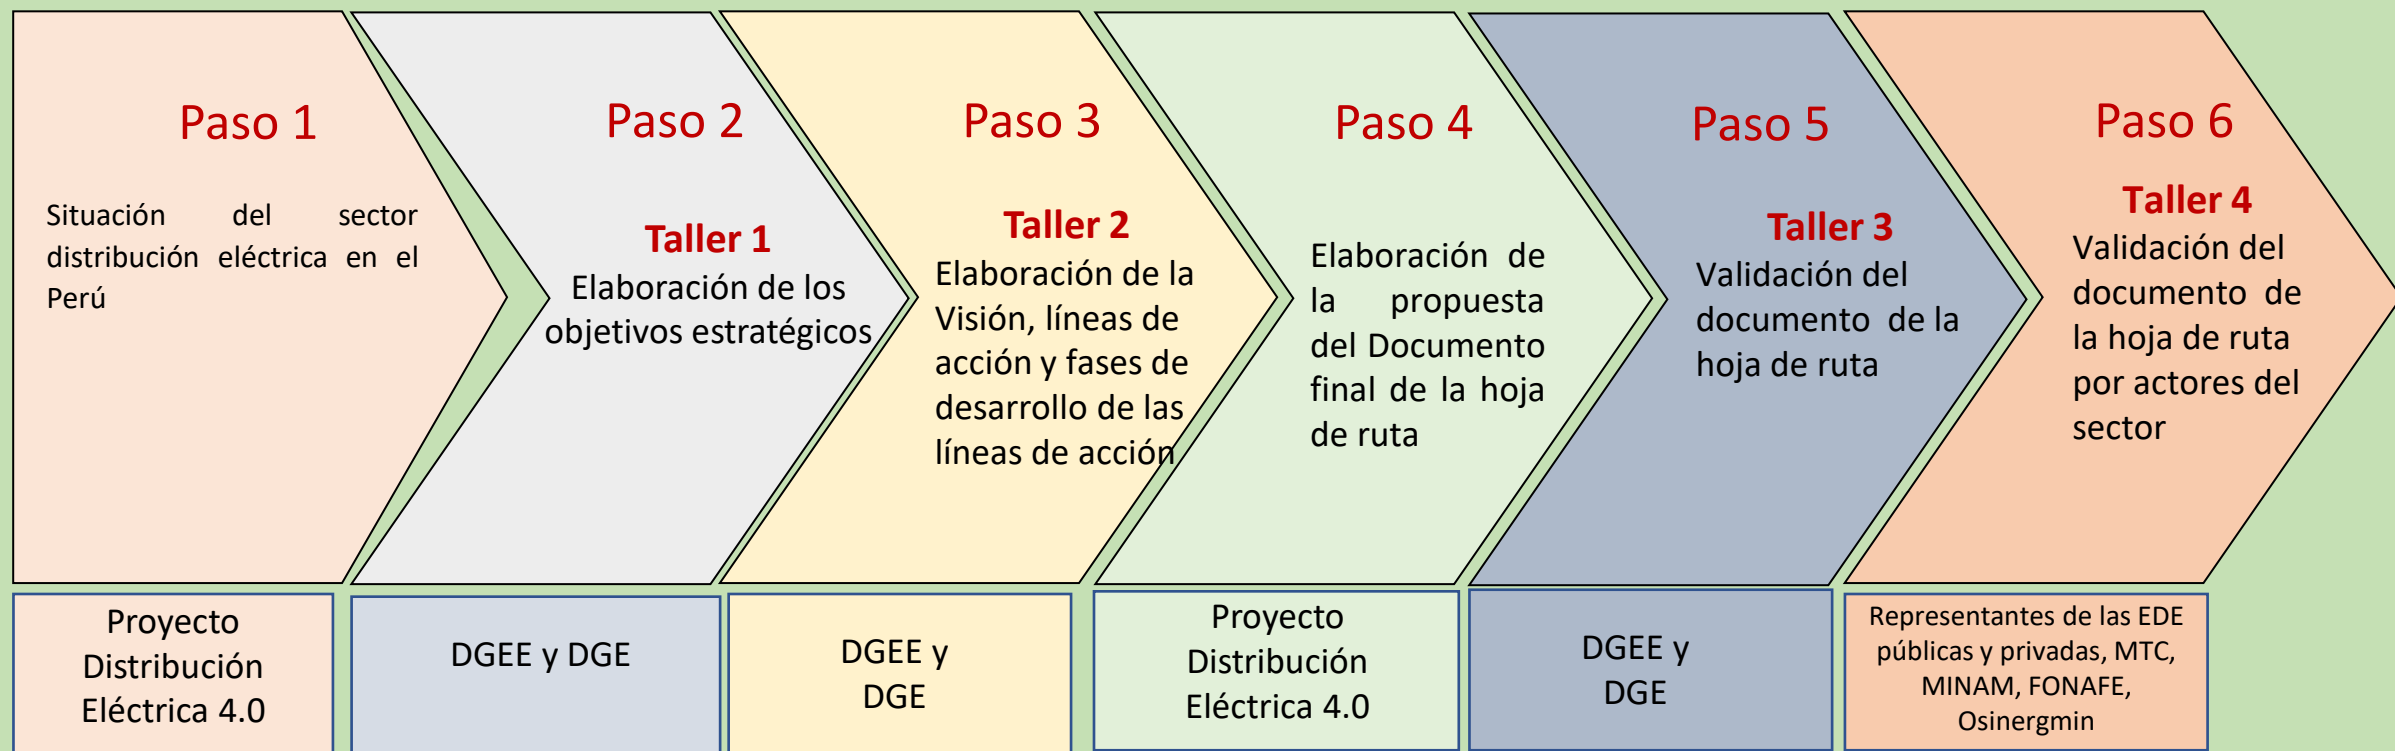 Paso 1
Situación del sector
distribución eléctrica en el
Perú
Paso 2
Taller 1
Elaboración de los
objetivos estratégicos
Paso 3
Taller 2
Elaboración de la
Visión, líneas de
acción y fases de
desarrollo de las
líneas de acción
Paso 4
Elaboración de
la propuesta
del Documento
final de la hoja
de ruta
Paso 5
Taller 3
Validación del
documento de la
hoja de ruta
Paso 6
Taller 4
Validación del
documento de
la hoja de ruta
por actores del
sector
Proyecto
Distribución
Eléctrica 4.0
DGEE y DGE
DGEE y
DGE
Proyecto
Distribución
Eléctrica 4.0
DGEE y
DGE
Representantes de las EDE
públicas y privadas, MTC,
MINAM, FONAFE,
Osinergmin